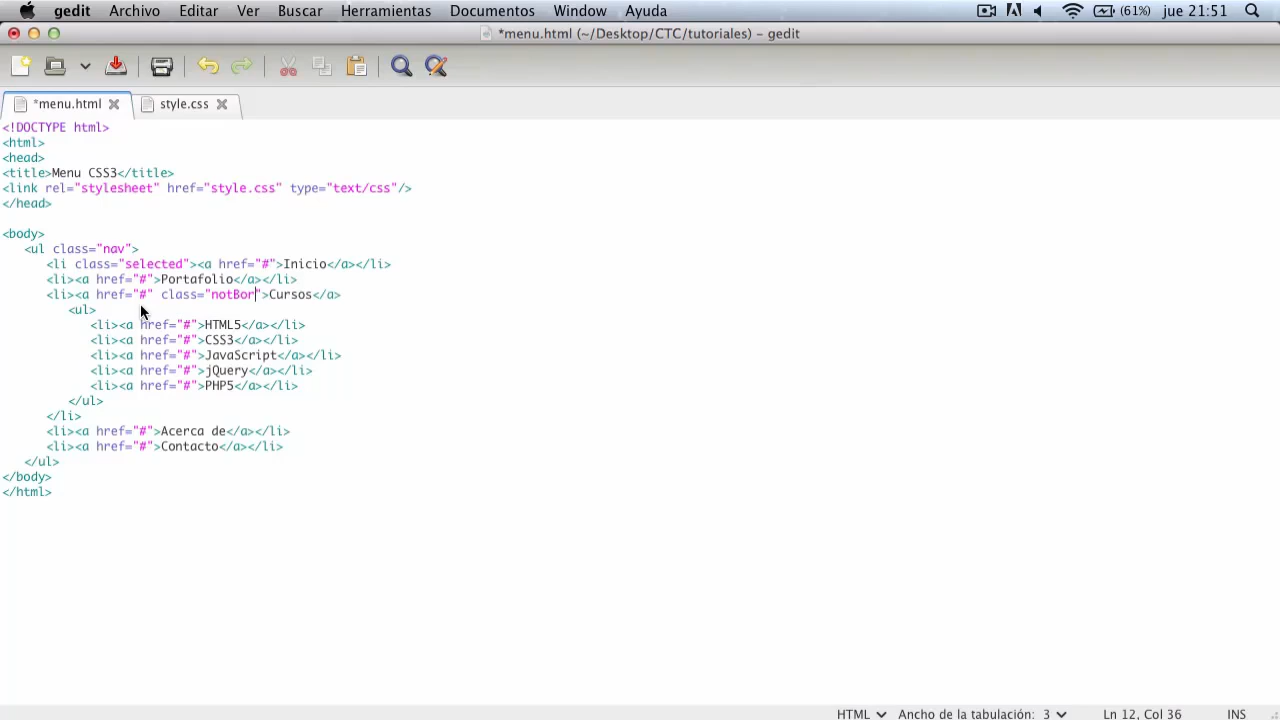 gedit Archivo Editar Ver Buscar Herramientas Documentos Window Ayuda (61%) jue 21:51
*menu.html (~/Desktop/CTC/tutoriales) – gedit
*menu.html style.css
<!DOCTYPE html>
<html>
<head>
<title>Menu CSS3</title>
<link rel="stylesheet" href="style.css" type="text/css"/>
</head>
<body>
<ul class="nav">
<li class="selected"><a href="#">Inicio</a></li>
<li><a href="#">Portafolio</a></li>
<li><a href="#" class="notBor">Cursos</a>
<ul>
<li><a href="#">HTML5</a></li>
<li><a href="#">CSS3</a></li>
<li><a href="#">JavaScript</a></li>
<li><a href="#">jQuery</a></li>
<li><a href="#">PHP5</a></li>
</ul>
</li>
<li><a href="#">Acerca de</a></li>
<li><a href="#">Contacto</a></li>
</ul>
</body>
</html>
HTML Ancho de la tabulación: 3 Ln 12, Col 36 INS